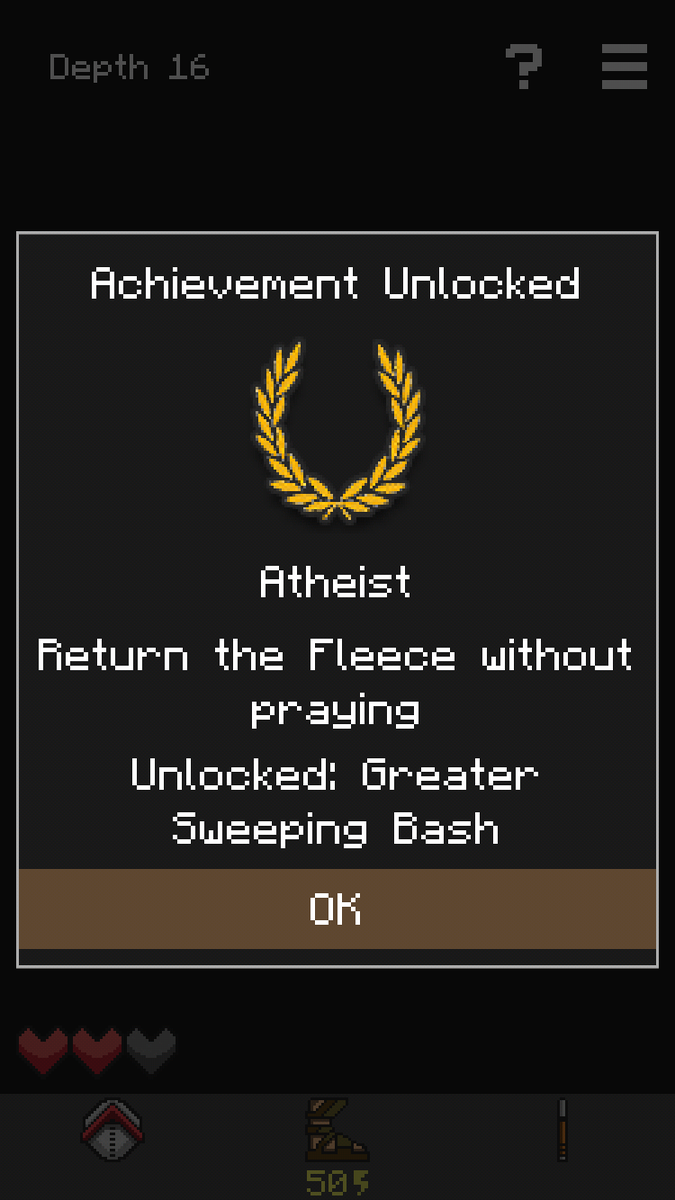 Depth 16
?
Achievement Unlocked
Atheist
Return the Fleece without
praying
Unlocked: Greater
Sweeping Bash
OK
50